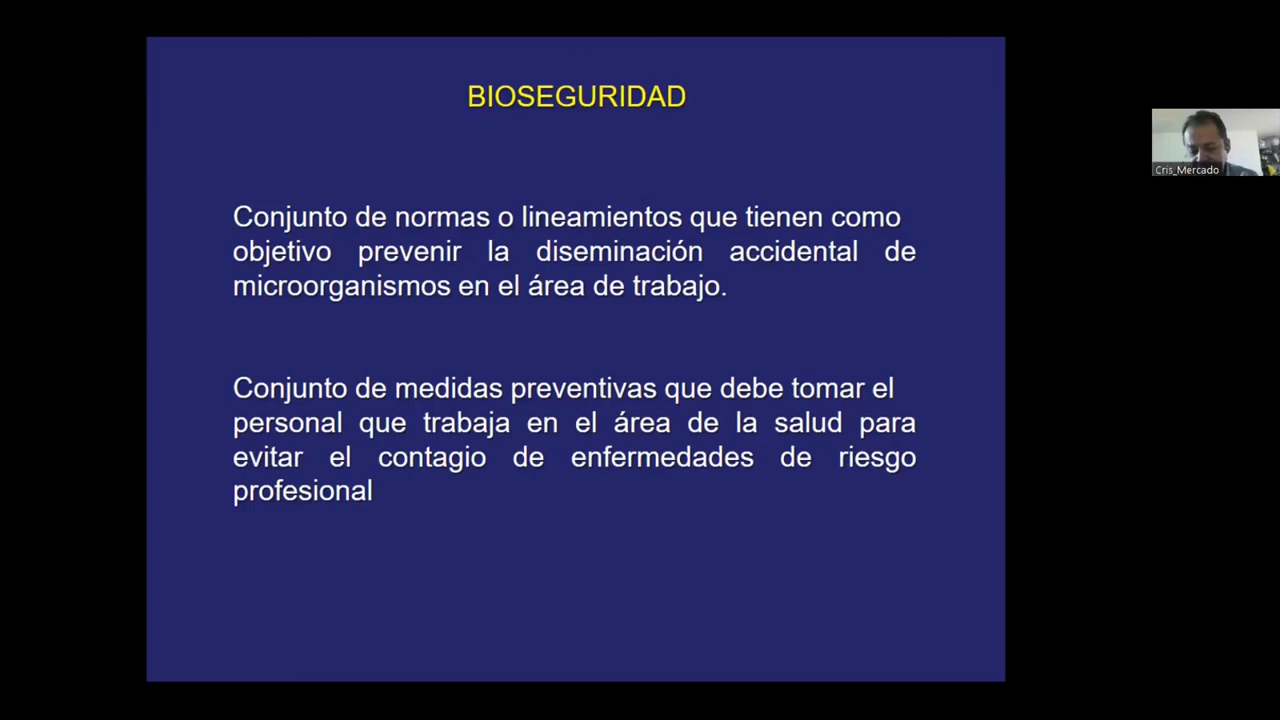 BIOSEGURIDAD
Conjunto de normas o lineamientos que tienen como
objetivo prevenir la diseminación accidental de
microorganismos en el área de trabajo.
Conjunto de medidas preventivas que debe tomar el
personal que trabaja en el área de la salud para
evitar el contagio de enfermedades de riesgo
profesional
Cris_Mercado